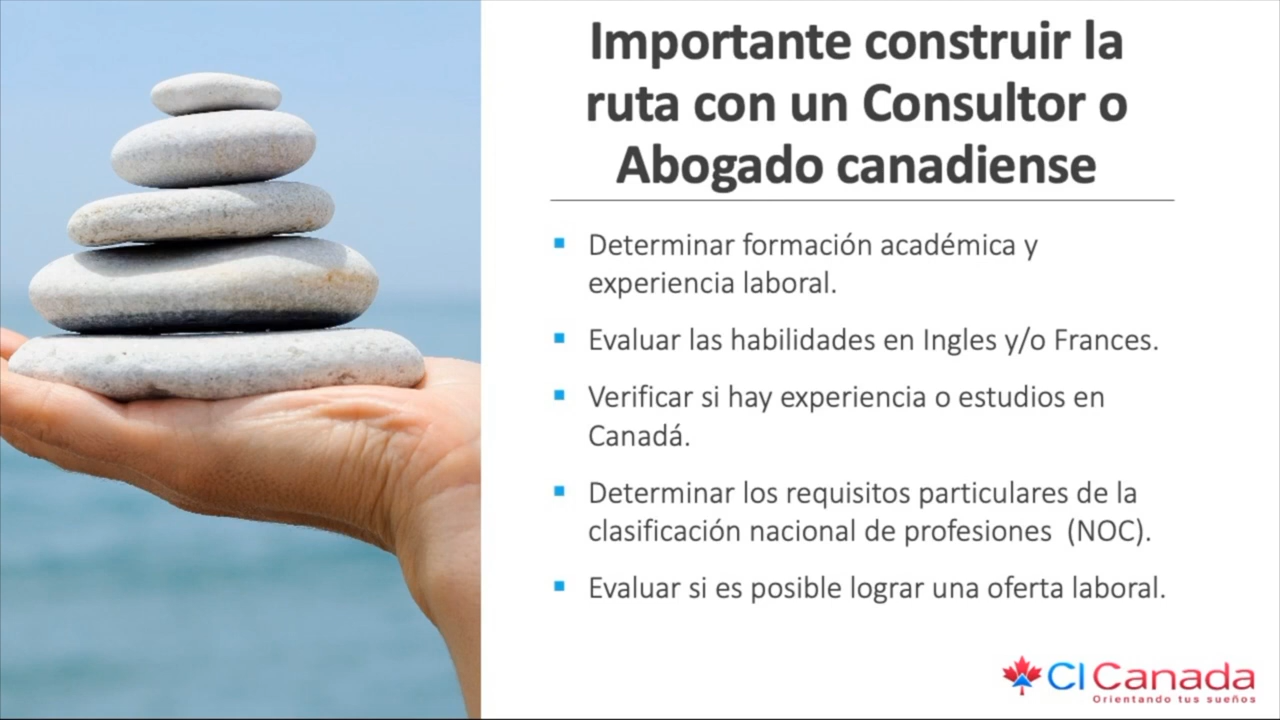 Importante construir la
ruta con un Consultor o
Abogado canadiense
▪ Determinar formación académica y
experiencia laboral.
▪ Evaluar las habilidades en Ingles y/o Frances.
▪ Verificar si hay experiencia o estudios en
Canadá.
▪ Determinar los requisitos particulares de la
clasificación nacional de profesiones (NOC).
▪ Evaluar si es posible lograr una oferta laboral.
CI Canada
Orientando tus sueños